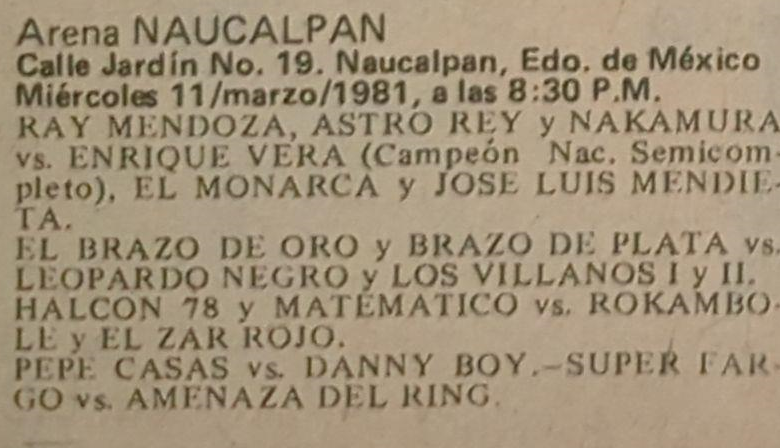 Arena NAUCALPAN
Calle Jardín No. 19. Naucalpan, Edo. de México
Miércoles 11/marzo/1981, a las 8:30 P.M.
RAY MENDOZA, ASTRO REY y NAKAMURA
vs. ENRIQUE VERA (Campeón Nac. Semicom-
pleto), EL MONARCA y JOSE LUIS MENDIE-
TA.
EL BRAZO DE ORO y BRAZO DE PLATA vs.
LEOPARDO NEGRO y LOS VILLANOS I y II.
HALCON 78 y MATEMATICO vs. ROKAMBO-
LE y EL ZAR ROJO.
PEPE CASAS vs. DANNY BOY.—SUPER FAR-
GO vs. AMENAZA DEL RING.